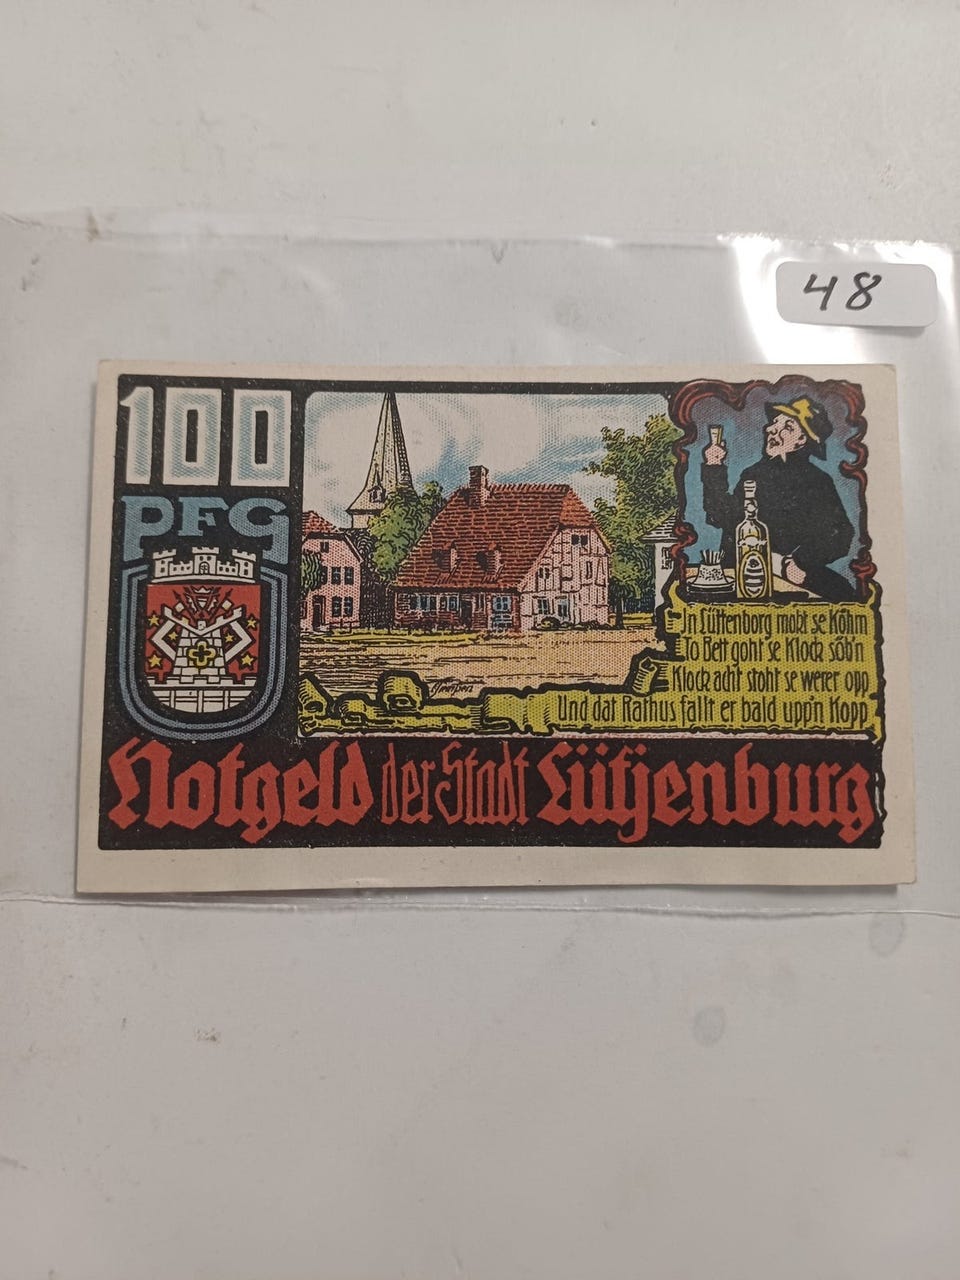 48
100
PFG
In Lüttenborg mokt se Köhm
To Bett goht se Klock söb'n
Klock acht stoht se werer opp
Und dat Rathus fallt er bald upp'n Kopp
Notgeld der Stadt Lütjenburg